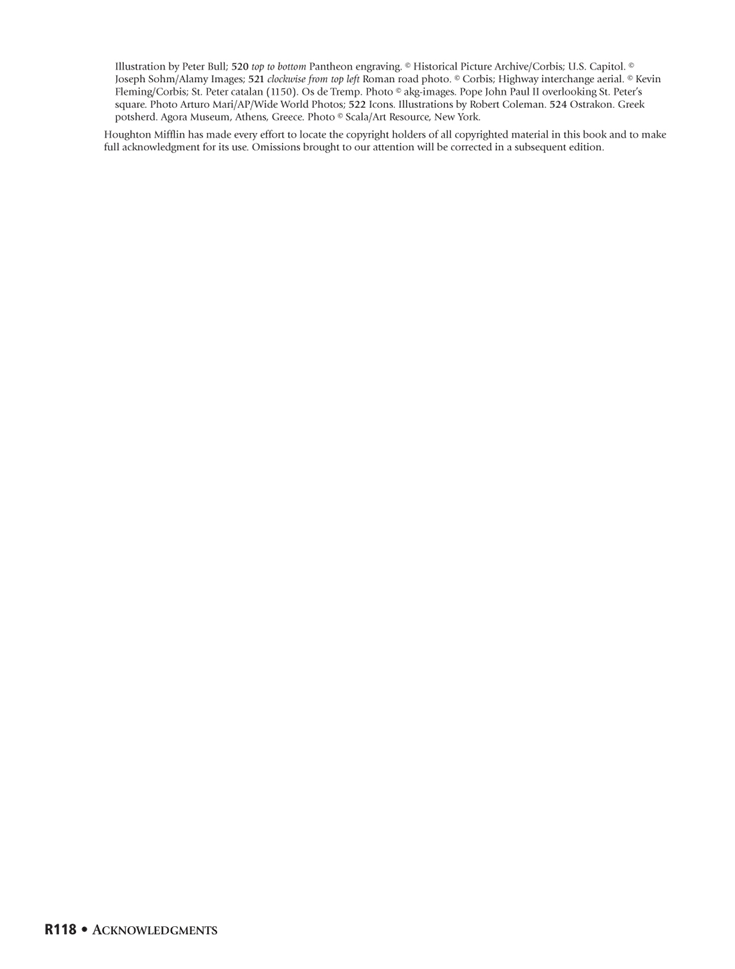 Illustration by Peter Bull; 520 top to bottom Pantheon engraving. © Historical Picture Archive/Corbis; U.S. Capitol. ©
Joseph Sohm/Alamy Images; 521 clockwise from top left Roman road photo. © Corbis; Highway interchange aerial. © Kevin
Fleming/Corbis; St. Peter catalan (1150). Os de Tremp. Photo © akg-images. Pope John Paul II overlooking St. Peter's
square. Photo Arturo Mari/AP/Wide World Photos; 522 Icons. Illustrations by Robert Coleman. 524 Ostrakon. Greek
potsherd. Agora Museum, Athens, Greece. Photo © Scala/Art Resource, New York.
Houghton Mifflin has made every effort to locate the copyright holders of all copyrighted material in this book and to make
full acknowledgment for its use. Omissions brought to our attention will be corrected in a subsequent edition.
R118 • ACKNOWLEDGMENTS